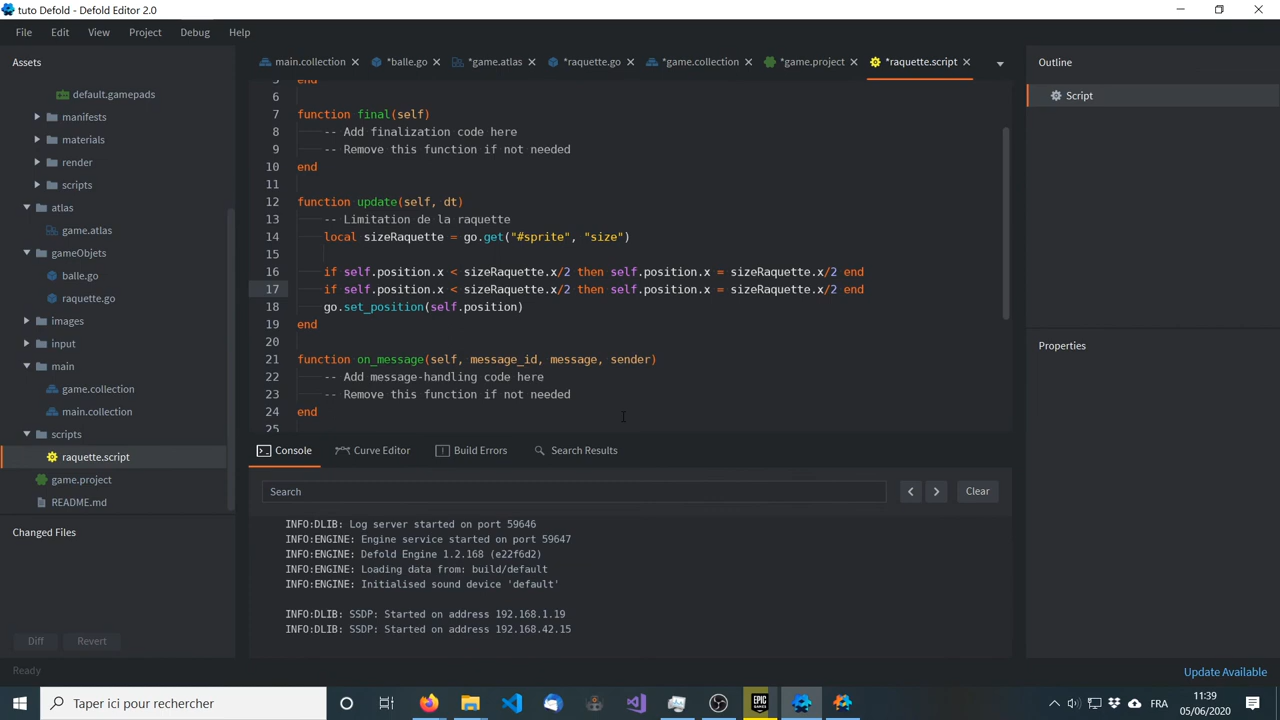 tuto Defold - Defold Editor 2.0
File Edit View Project Debug Help
Assets
default.gamepads
manifests
materials
render
scripts
atlas
game.atlas
gameObjets
balle.go
raquette.go
images
input
main
game.collection
main.collection
scripts
raquette.script
game.project
README.md
Changed Files
Diff Revert
Ready
main.collection *balle.go *game.atlas *raquette.go *game.collection *game.project *raquette.script
5 end
6
7 function final(self)
8 -- Add finalization code here
9 -- Remove this function if not needed
10 end
11
12 function update(self, dt)
13 -- Limitation de la raquette
14 local sizeRaquette = go.get("#sprite", "size")
15
16 if self.position.x < sizeRaquette.x/2 then self.position.x = sizeRaquette.x/2 end
17 if self.position.x < sizeRaquette.x/2 then self.position.x = sizeRaquette.x/2 end
18 go.set_position(self.position)
19 end
20
21 function on_message(self, message_id, message, sender)
22 -- Add message-handling code here
23 -- Remove this function if not needed
24 end
25
Console Curve Editor Build Errors Search Results
Search Clear
INFO:DLIB: Log server started on port 59646
INFO:ENGINE: Engine service started on port 59647
INFO:ENGINE: Defold Engine 1.2.168 (e22f6d2)
INFO:ENGINE: Loading data from: build/default
INFO:ENGINE: Initialised sound device 'default'
INFO:DLIB: SSDP: Started on address 192.168.1.19
INFO:DLIB: SSDP: Started on address 192.168.42.15
Outline
Script
Properties
Update Available
Taper ici pour rechercher
EPIC GAMES
FRA
11:39
05/06/2020